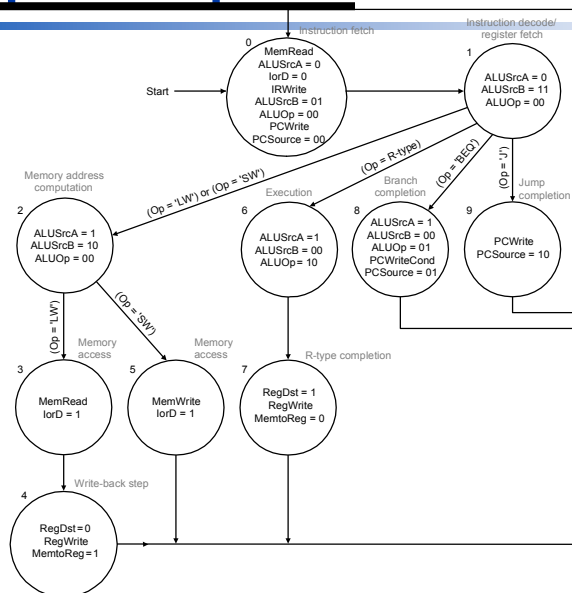 Instruction fetch
0
MemRead
ALUSrcA = 0
IorD = 0
IRWrite
ALUSrcB = 01
ALUOp = 00
PCWrite
PCSource = 00
Start
Instruction decode/
register fetch
1
ALUSrcA = 0
ALUSrcB = 11
ALUOp = 00
(Op = 'LW') or (Op = 'SW')
(Op = R-type)
(Op = 'BEQ')
(Op = 'J')
Memory address
computation
2
ALUSrcA = 1
ALUSrcB = 10
ALUOp = 00
Execution
6
ALUSrcA =1
ALUSrcB = 00
ALUOp= 10
Branch
completion
8
ALUSrcA = 1
ALUSrcB = 00
ALUOp = 01
PCWriteCond
PCSource = 01
Jump
completion
9
PCWrite
PCSource = 10
(Op = 'LW')
(Op = 'SW')
Memory
access
3
MemRead
IorD = 1
Memory
access
5
MemWrite
IorD = 1
R-type completion
7
RegDst = 1
RegWrite
MemtoReg = 0
Write-back step
4
RegDst=0
RegWrite
MemtoReg=1